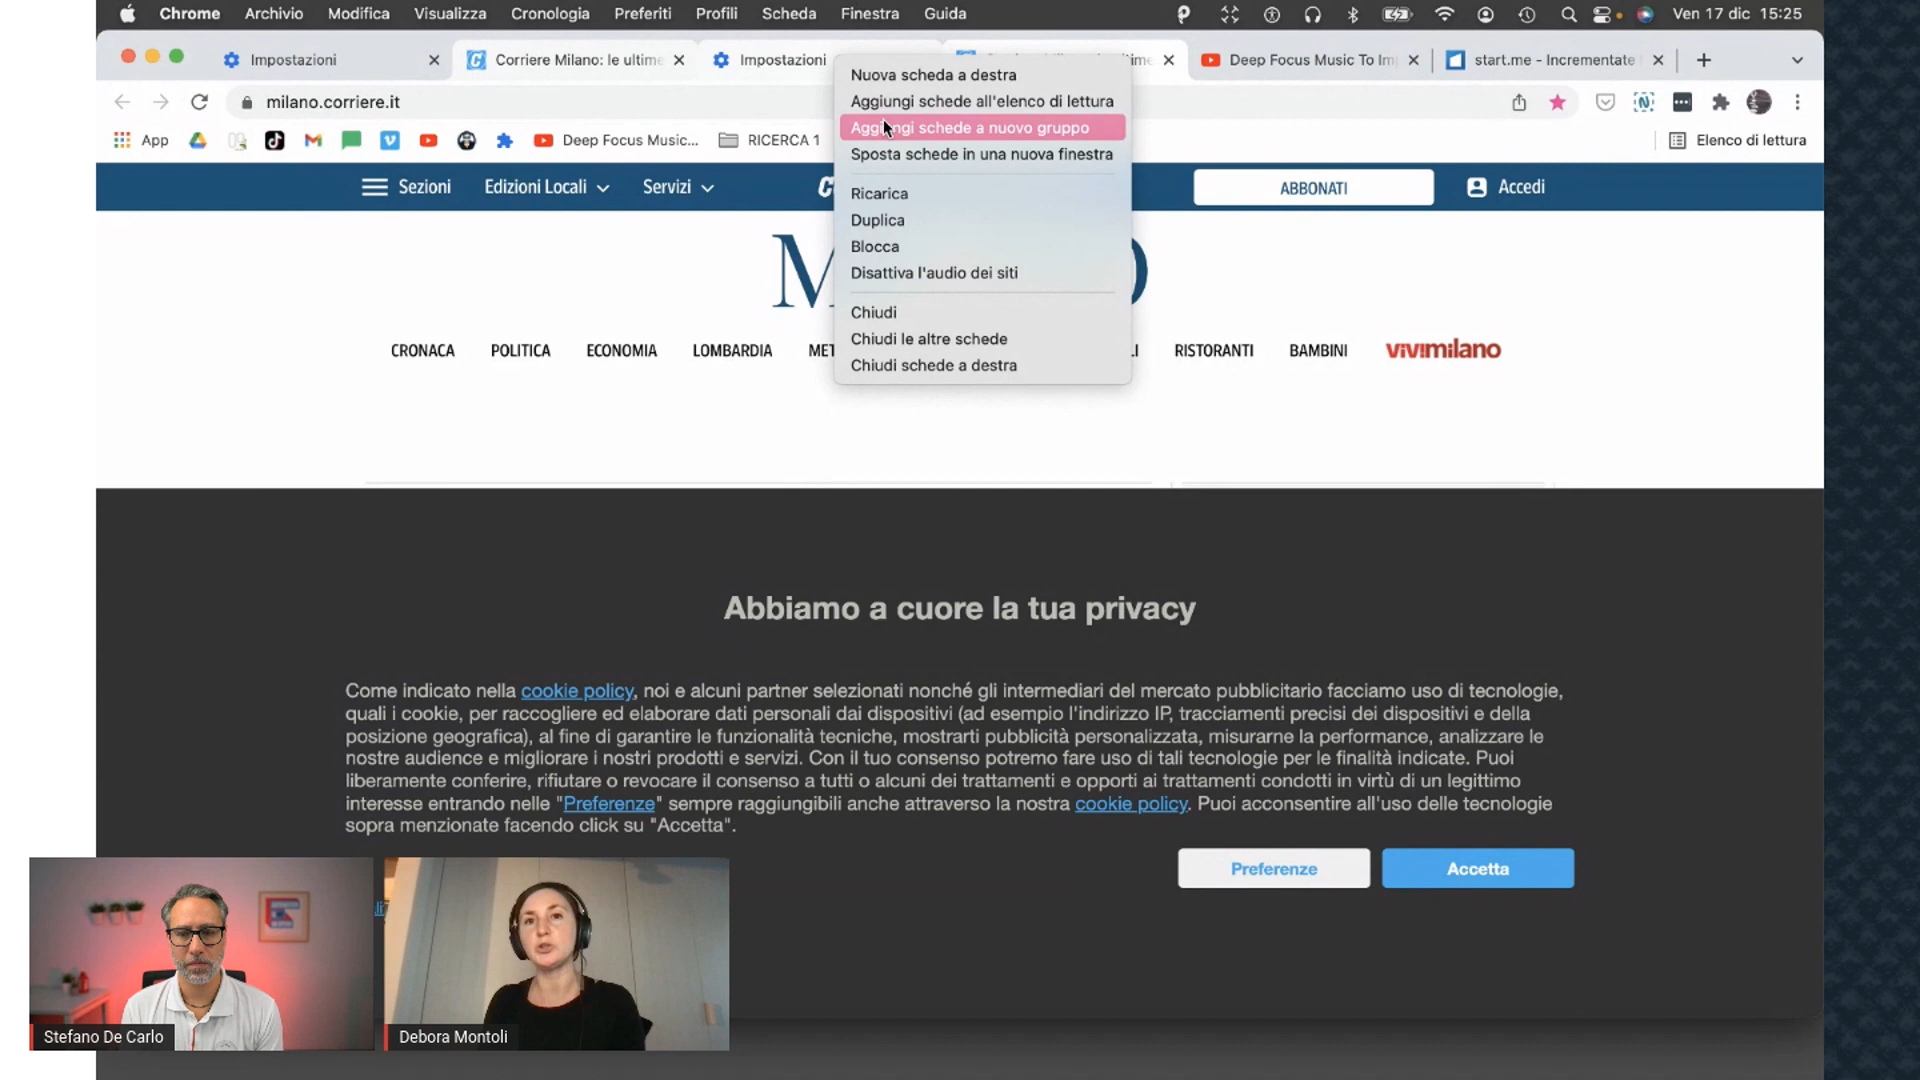 Chrome Archivio Modifica Visualizza Cronologia Preferiti Profili Scheda Finestra Guida Ven 17 dic 15:25
Impostazioni Corriere Milano: le ultime Impostazioni Deep Focus Music To Im start.me - Incrementate
milano.corriere.it
App Deep Focus Music... RICERCA 1 Elenco di lettura
Nuova scheda a destra
Aggiungi schede all'elenco di lettura
Aggiungi schede a nuovo gruppo
Sposta schede in una nuova finestra
Ricarica
Duplica
Blocca
Disattiva l'audio dei siti
Chiudi
Chiudi le altre schede
Chiudi schede a destra
Sezioni Edizioni Locali Servizi ABBONATI Accedi
CRONACA POLITICA ECONOMIA LOMBARDIA MET LI RISTORANTI BAMBINI vivimilano
Abbiamo a cuore la tua privacy
Come indicato nella cookie policy, noi e alcuni partner selezionati nonché gli intermediari del mercato pubblicitario facciamo uso di tecnologie,
quali i cookie, per raccogliere ed elaborare dati personali dai dispositivi (ad esempio l'indirizzo IP, tracciamenti precisi dei dispositivi e della
posizione geografica), al fine di garantire le funzionalità tecniche, mostrarti pubblicità personalizzata, misurarne la performance, analizzare le
nostre audience e migliorare i nostri prodotti e servizi. Con il tuo consenso potremo fare uso di tali tecnologie per le finalità indicate. Puoi
liberamente conferire, rifiutare o revocare il consenso a tutti o alcuni dei trattamenti e opporti ai trattamenti condotti in virtù di un legittimo
interesse entrando nelle "Preferenze" sempre raggiungibili anche attraverso la nostra cookie policy. Puoi acconsentire all'uso delle tecnologie
sopra menzionate facendo click su "Accetta".
Preferenze Accetta
Stefano De Carlo Debora Montoli